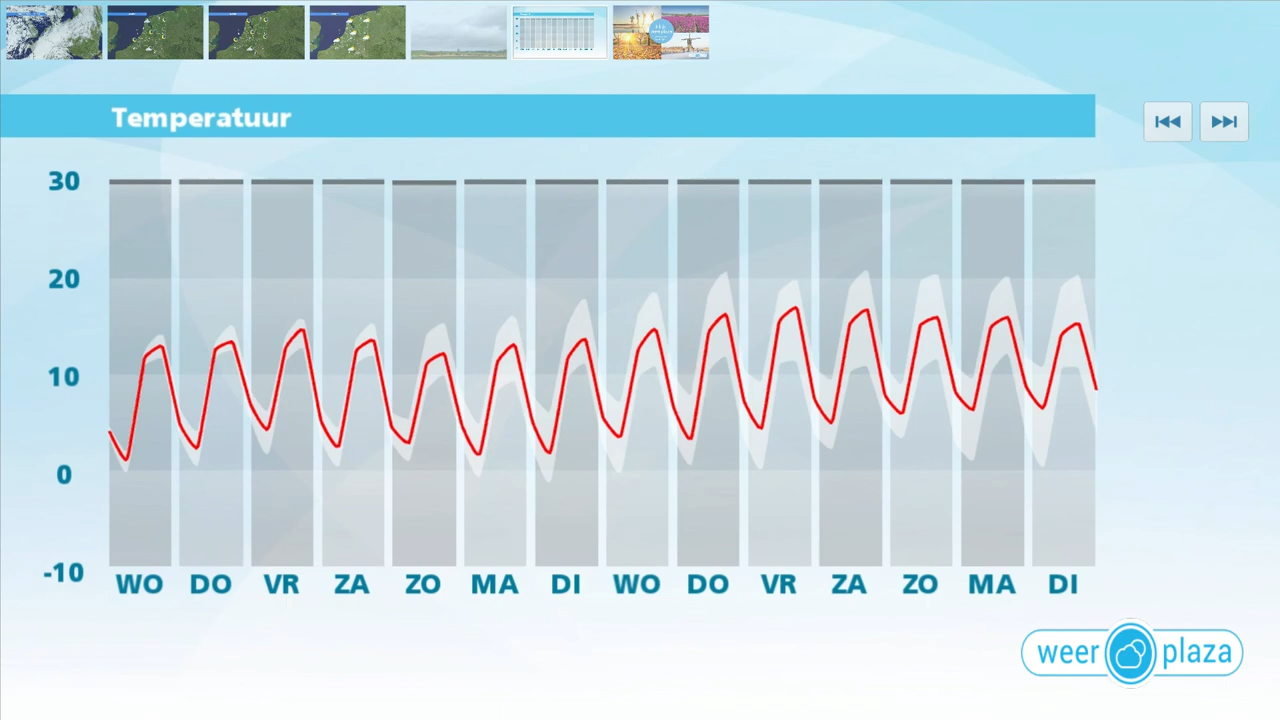 Temperatuur
30
20
10
0
-10
WO DO VR ZA ZO MA DI WO DO VR ZA ZO MA DI
weer plaza